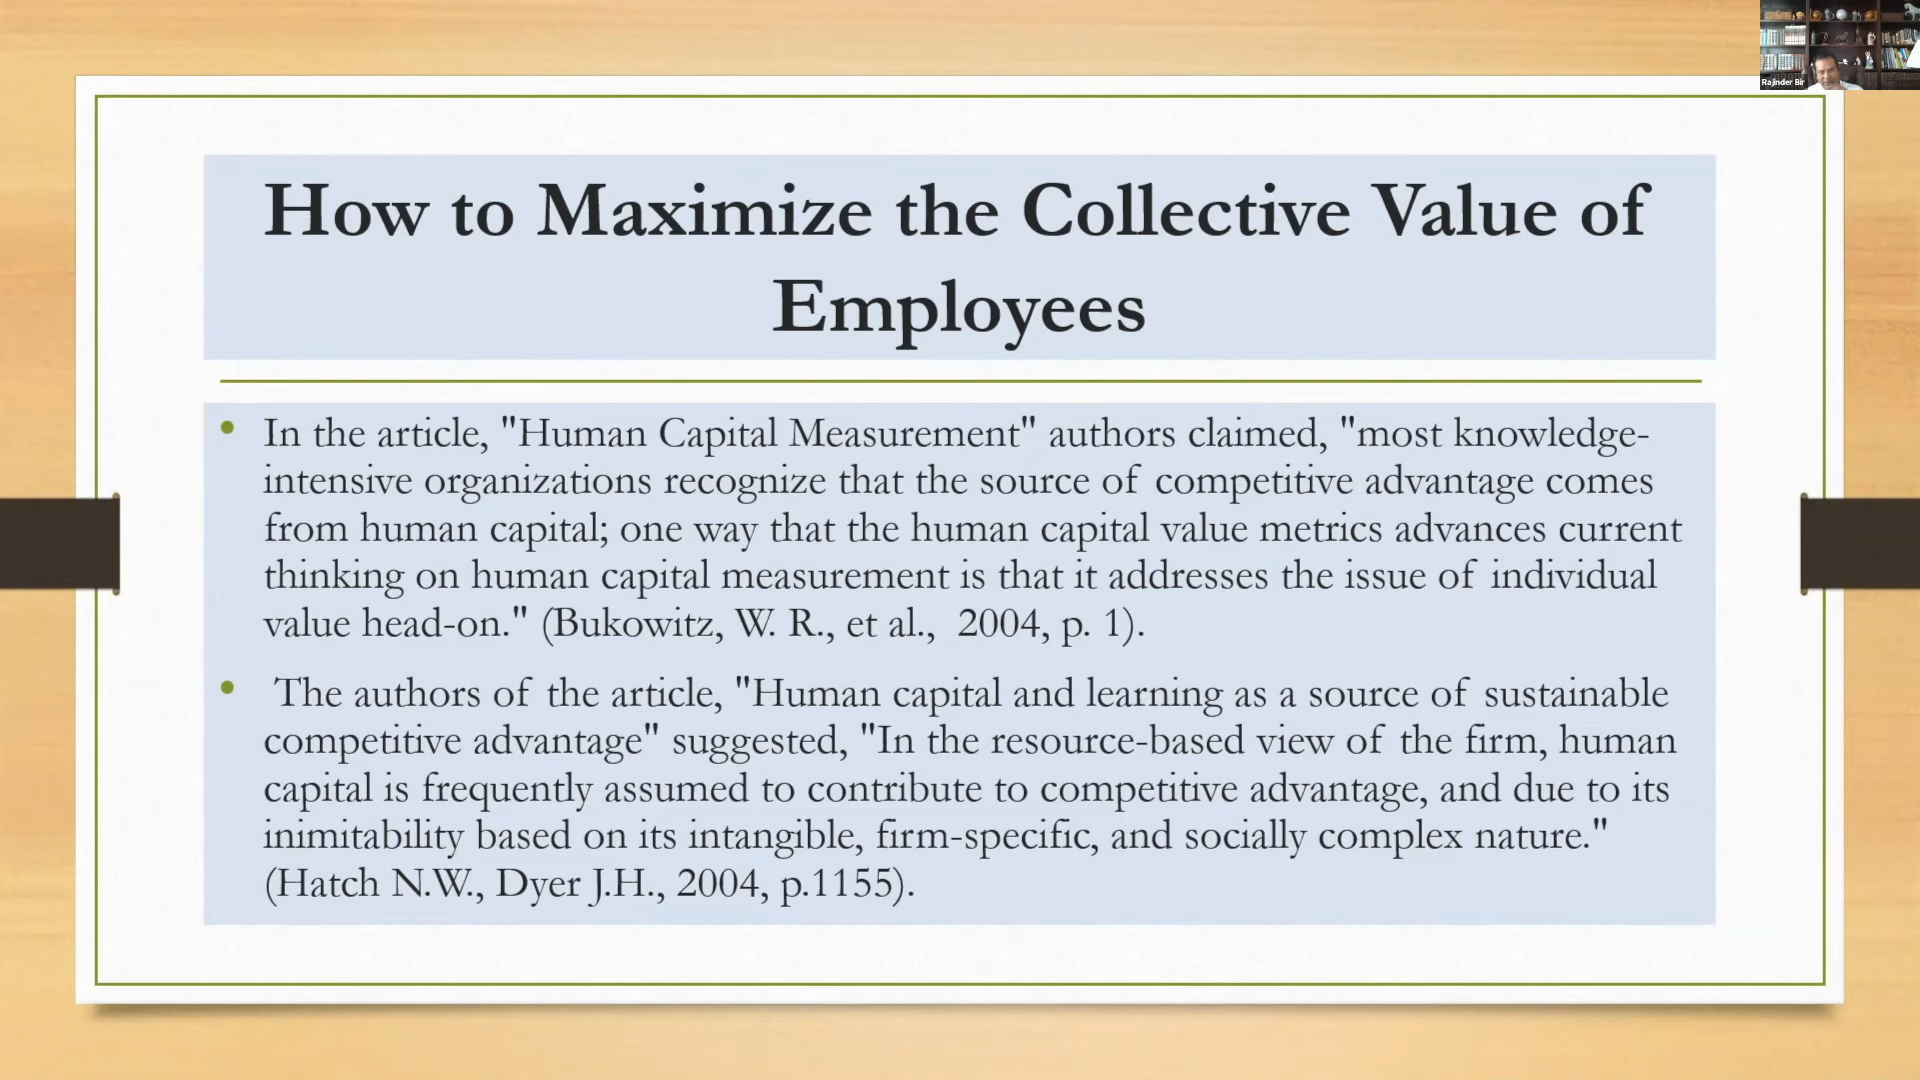 Rajinder Bir
How to Maximize the Collective Value of
Employees
• In the article, "Human Capital Measurement" authors claimed, "most knowledge-
intensive organizations recognize that the source of competitive advantage comes
from human capital; one way that the human capital value metrics advances current
thinking on human capital measurement is that it addresses the issue of individual
value head-on." (Bukowitz, W. R., et al., 2004, p. 1).
• The authors of the article, "Human capital and learning as a source of sustainable
competitive advantage" suggested, "In the resource-based view of the firm, human
capital is frequently assumed to contribute to competitive advantage, and due to its
inimitability based on its intangible, firm-specific, and socially complex nature."
(Hatch N.W., Dyer J.H., 2004, p.1155).